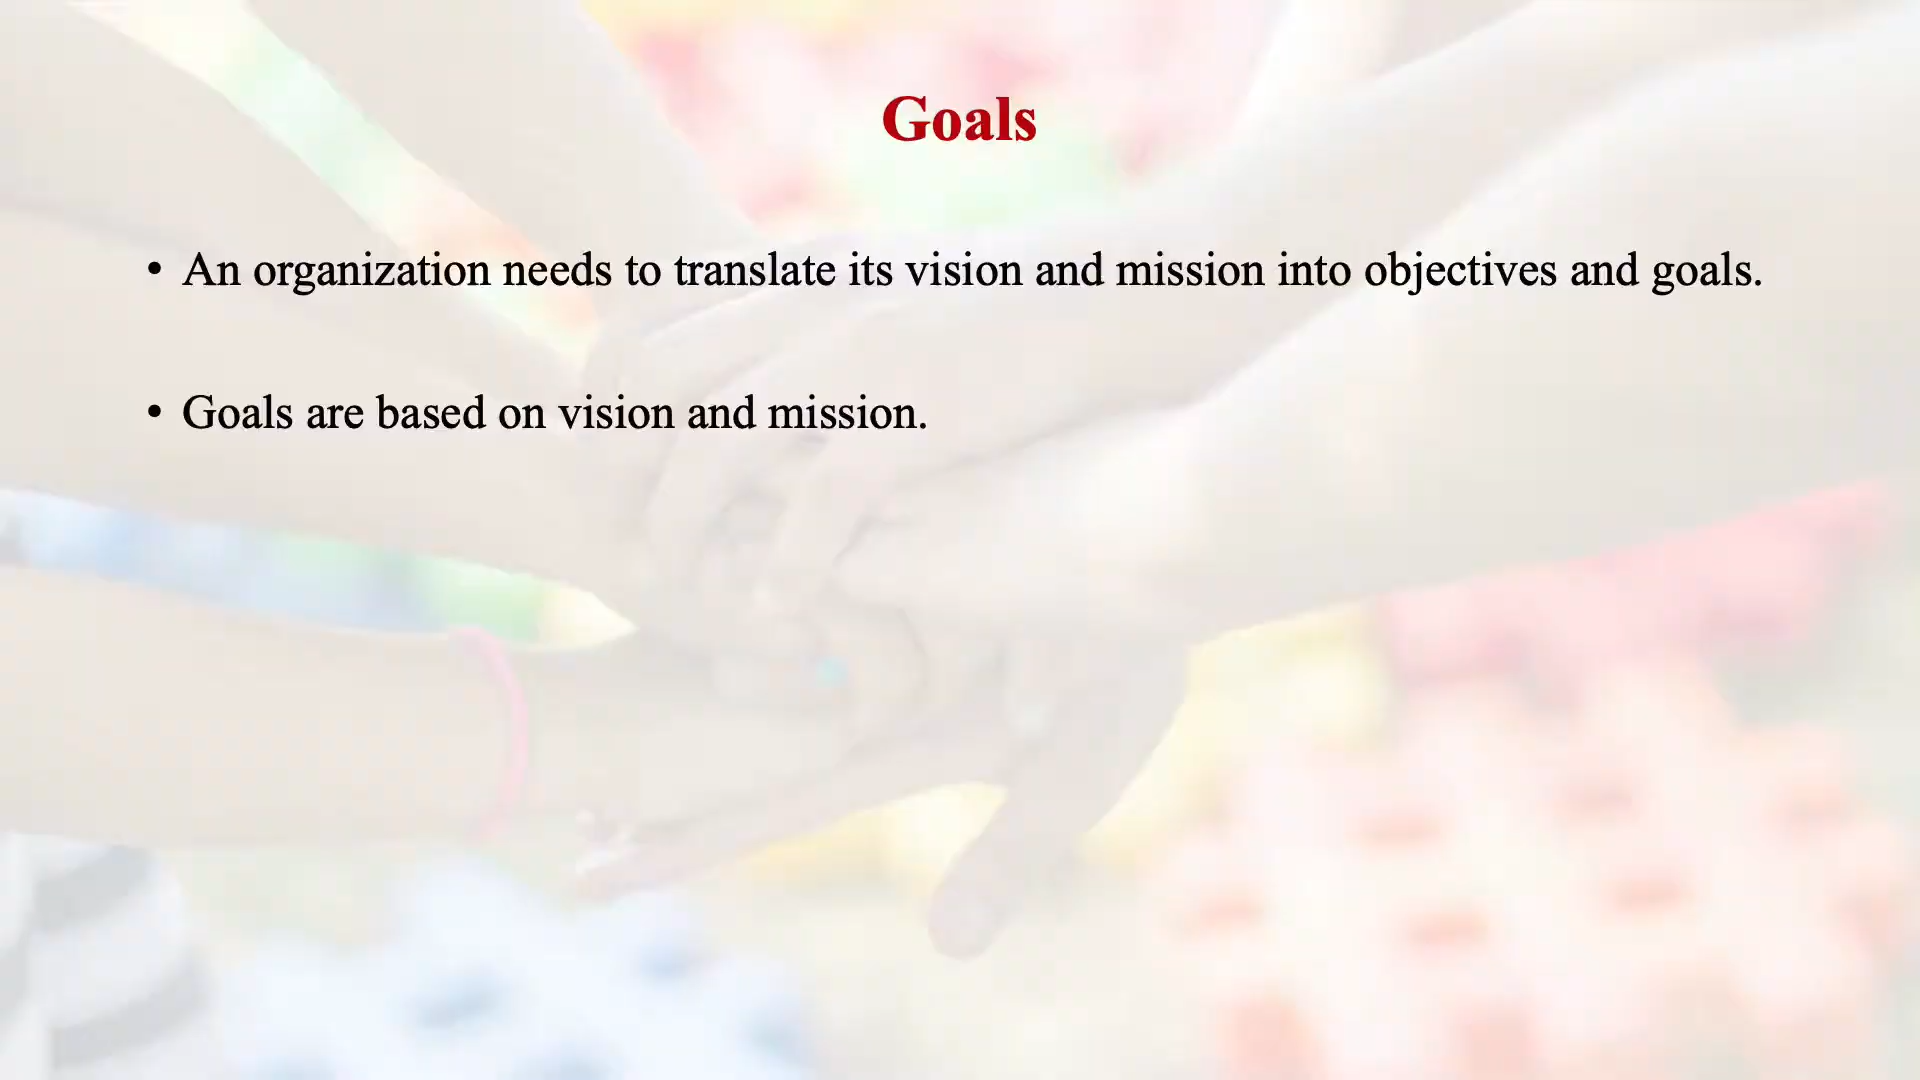 Goals
• An organization needs to translate its vision and mission into objectives and goals.
• Goals are based on vision and mission.